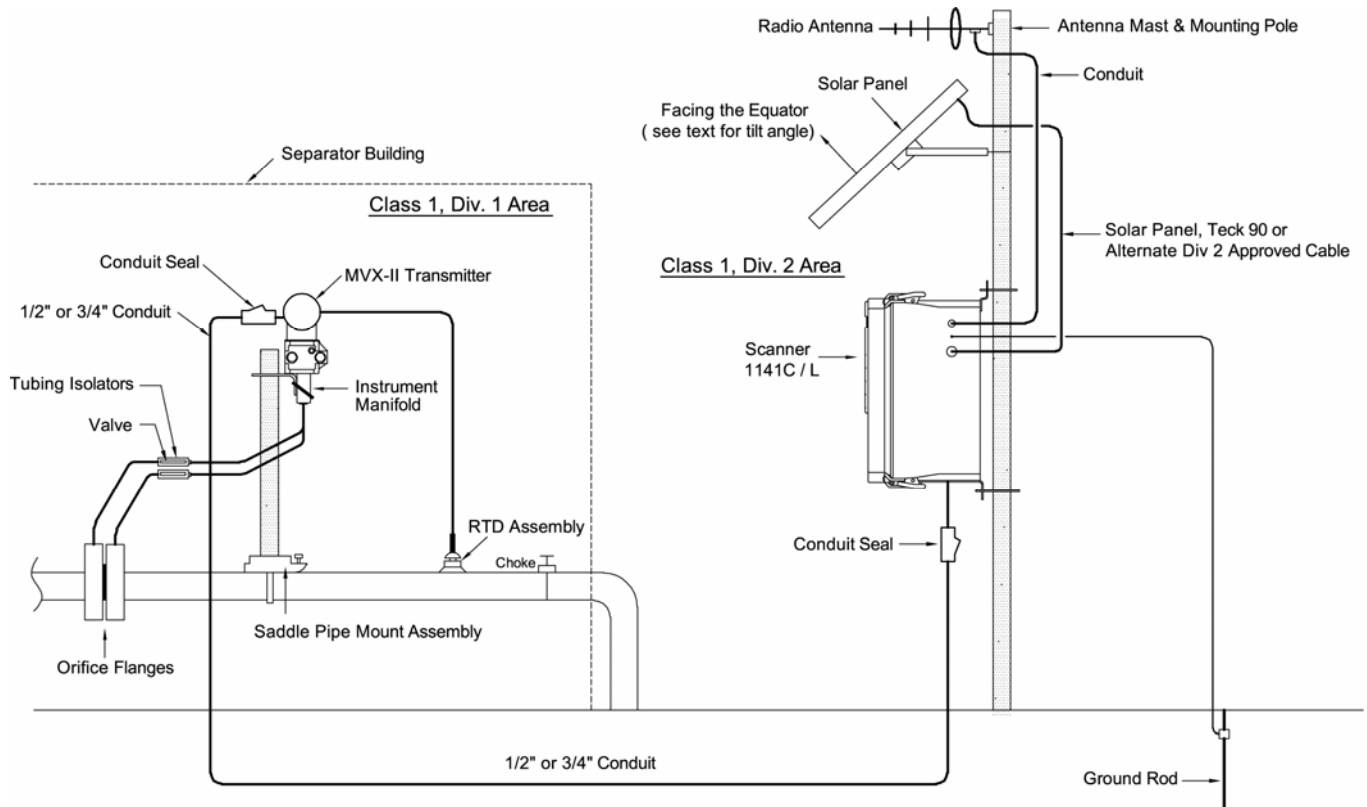 Radio Antenna
Antenna Mast & Mounting Pole
Conduit
Solar Panel
Facing the Equator
( see text for tilt angle)
Separator Building
Class 1, Div. 1 Area
Solar Panel, Teck 90 or
Alternate Div 2 Approved Cable
Conduit Seal
MVX-II Transmitter
Class 1, Div. 2 Area
1/2" or 3/4" Conduit
Scanner
1141C / L
Tubing Isolators
Instrument
Manifold
Valve
RTD Assembly
Choke
Conduit Seal
Saddle Pipe Mount Assembly
Orifice Flanges
1/2" or 3/4" Conduit
Ground Rod